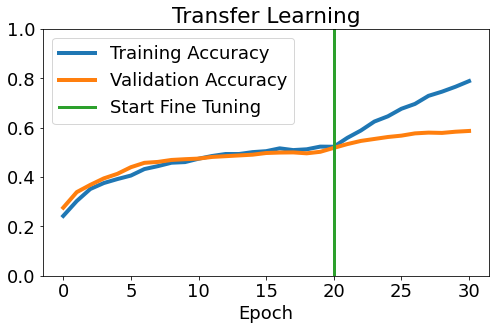 Transfer Learning
1.0
Training Accuracy
0.8
Validation Accuracy
Start Fine Tuning
0.6
0.4
0.2
0.0
0 5 10 15 20 25 30
Epoch